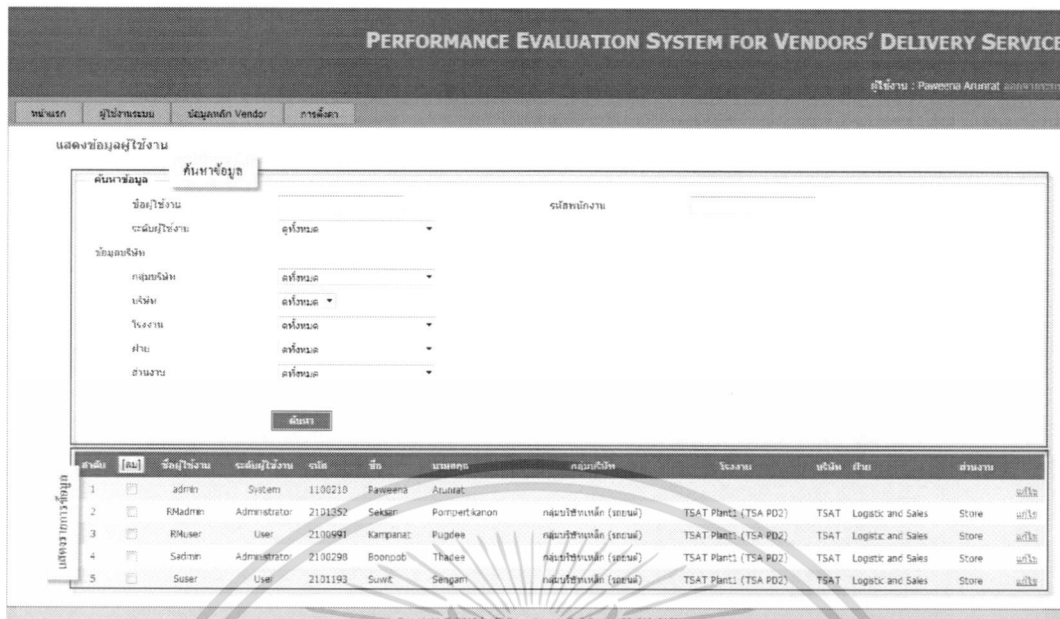 PERFORMANCE EVALUATION SYSTEM FOR VENDORS' DELIVERY SERVICE
ผู้ใช้งาน : Paweena Arunrat ออกจากระบบ
หน้าแรก ผู้ใช้งานระบบ ข้อมูลหลัก Vendor การตั้งค่า
แสดงข้อมูลผู้ใช้งาน
ค้นหาข้อมูล
ค้นหาข้อมูล
ชื่อผู้ใช้งาน รหัสพนักงาน
ระดับผู้ใช้งาน ดูทั้งหมด
ข้อมูลบริษัท
กลุ่มบริษัท ดูทั้งหมด
บริษัท ดูทั้งหมด
โรงงาน ดูทั้งหมด
ฝ่าย ดูทั้งหมด
ส่วนงาน ดูทั้งหมด
ค้นหา
แสดงรายการข้อมูล
ลำดับ [ลบ] ชื่อผู้ใช้งาน ระดับผู้ใช้งาน รหัส ชื่อ นามสกุล กลุ่มบริษัท โรงงาน บริษัท ฝ่าย ส่วนงาน
1 admin System 1100218 Paweena Arunrat แก้ไข
2 RMadmin Administrator 2101352 Seksan Pompertkanon กลุ่มบริษัทเหล็ก (รถยนต์) TSAT Plant1 (TSA PD2) TSAT Logistic and Sales Store แก้ไข
3 RMuser User 2100991 Kampanat Pugdee กลุ่มบริษัทเหล็ก (รถยนต์) TSAT Plant1 (TSA PD2) TSAT Logistic and Sales Store แก้ไข
4 Sadmin Administrator 2100298 Boonpob Thadee กลุ่มบริษัทเหล็ก (รถยนต์) TSAT Plant1 (TSA PD2) TSAT Logistic and Sales Store แก้ไข
5 Suser User 2101193 Suwit Sengam กลุ่มบริษัทเหล็ก (รถยนต์) TSAT Plant1 (TSA PD2) TSAT Logistic and Sales Store แก้ไข